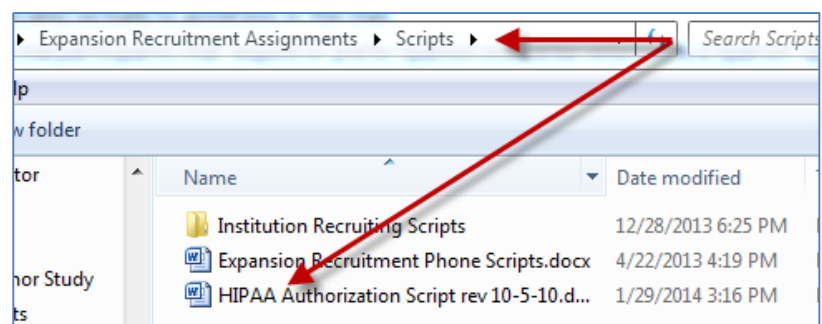 Expansion Recruitment Assignments Scripts Search Scripts
lp
w folder
tor Name Date modified
Institution Recruiting Scripts 12/28/2013 6:25 PM
Expansion Recruitment Phone Scripts.docx 4/22/2013 4:19 PM
nor Study
HIPAA Authorization Script rev 10-5-10.d... 1/29/2014 3:16 PM
ts